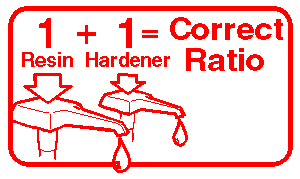 1 + 1 = Correct
Resin Hardener Ratio